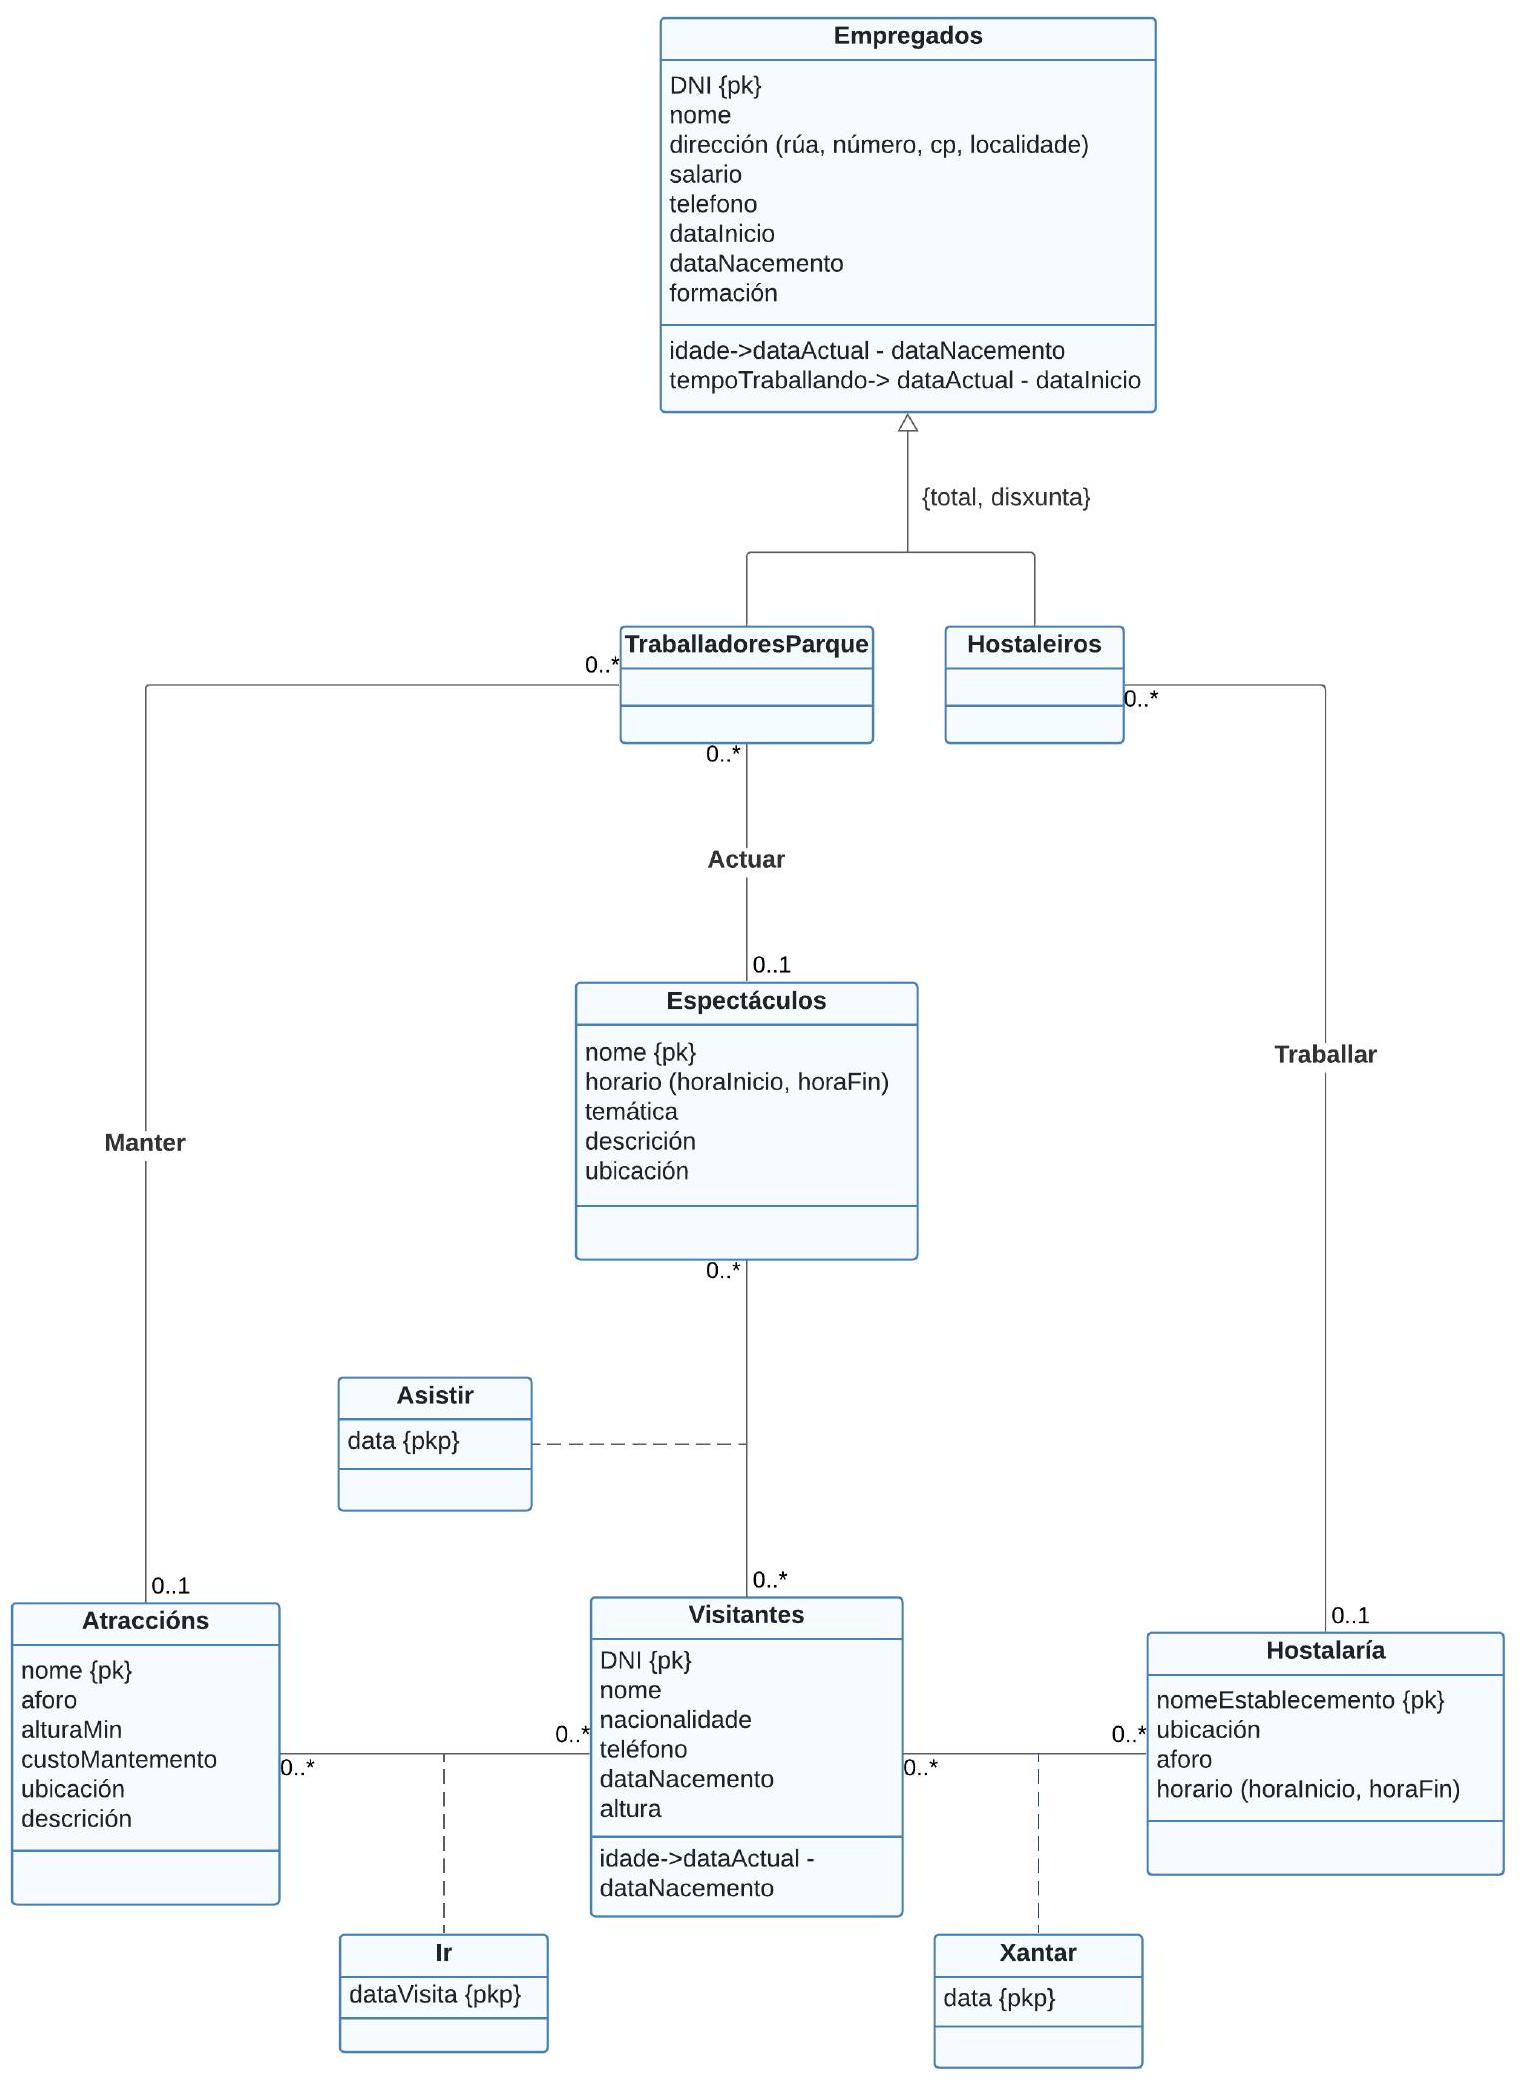 Empregados
DNI {pk}
nome
dirección (rúa, número, cp, localidade)
salario
telefono
dataInicio
dataNacemento
formación
idade->dataActual - dataNacemento
tempoTraballando-> dataActual - dataInicio
{total, disxunta}
TraballadoresParque
Hostaleiros
0..*
0..*
0..*
Actuar
0..1
Espectáculos
nome {pk}
horario (horaInicio, horaFin)
temática
descrición
ubicación
Traballar
Manter
0..*
Asistir
data {pkp}
0..*
0..1
Atraccións
nome {pk}
aforo
alturaMin
custoMantemento
ubicación
descrición
Visitantes
DNI {pk}
nome
nacionalidade
teléfono
dataNacemento
altura
idade->dataActual -
dataNacemento
0..1
Hostalaría
nomeEstablecemento {pk}
ubicación
aforo
horario (horaInicio, horaFin)
0..*
0..*
0..*
0..*
Ir
dataVisita {pkp}
Xantar
data {pkp}